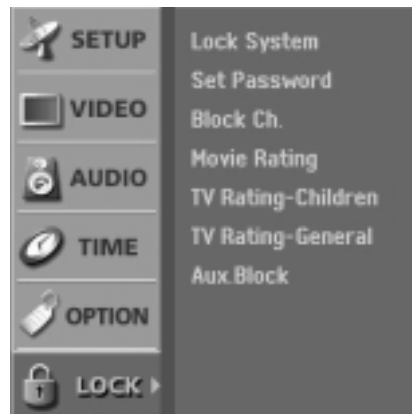 SETUP
VIDEO
AUDIO
TIME
OPTION
LOCK
Lock System
Set Password
Block Ch.
Movie Rating
TV Rating-Children
TV Rating-General
Aux.Block